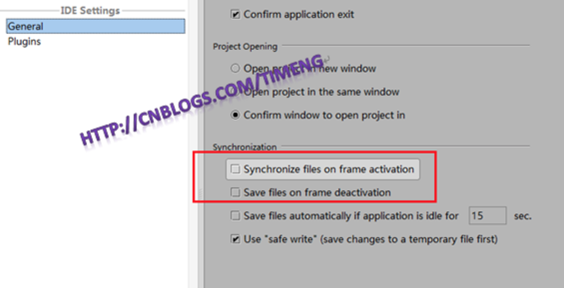 IDE Settings
General
Plugins
Confirm application exit
Project Opening
Open project in new window
Open project in the same window
Confirm window to open project in
HTTP://CNBLOGS.COM/TIMENG
Synchronization
Synchronize files on frame activation
Save files on frame deactivation
Save files automatically if application is idle for 15 sec.
Use "safe write" (save changes to a temporary file first)